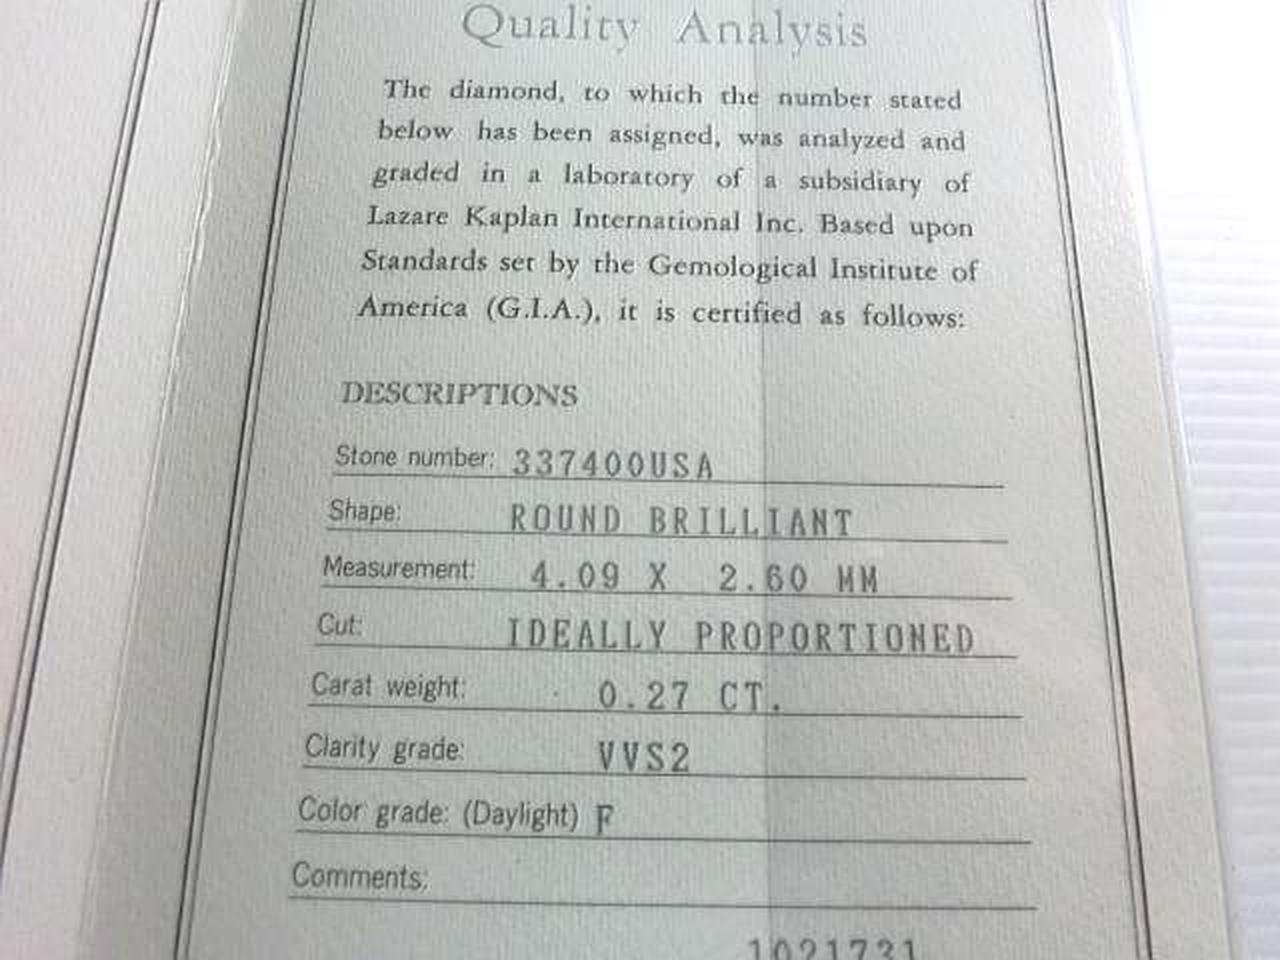 Quality Analysis
The diamond, to which the number stated
below has been assigned, was analyzed and
graded in a laboratory of a subsidiary of
Lazare Kaplan International Inc. Based upon
Standards set by the Gemological Institute of
America (G.I.A.), it is certified as follows:
DESCRIPTIONS
Stone number: 337400USA
Shape: ROUND BRILLIANT
Measurement: 4.09 X 2.60 MM
Cut: IDEALLY PROPORTIONED
Carat weight: 0.27 CT.
Clarity grade: VVS2
Color grade: (Daylight) F
Comments:
1021731